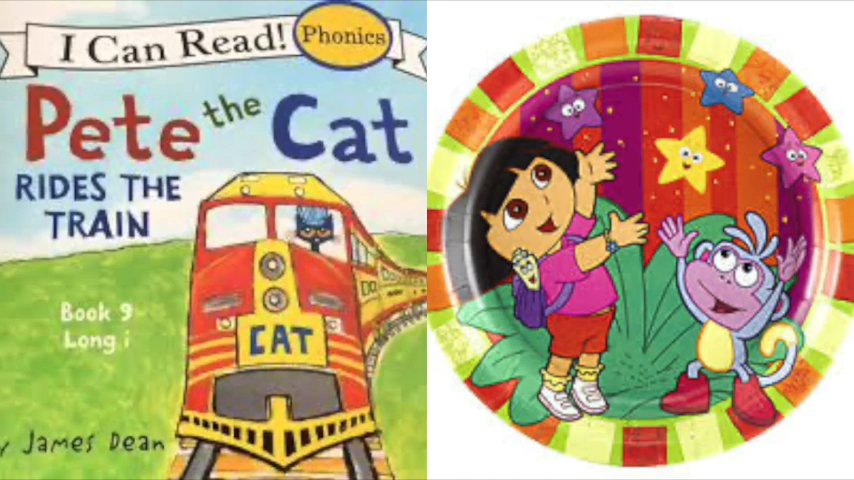 I Can Read! Phonics
Pete the Cat
RIDES THE
TRAIN
Book 9
Long i
CAT
y James Dean